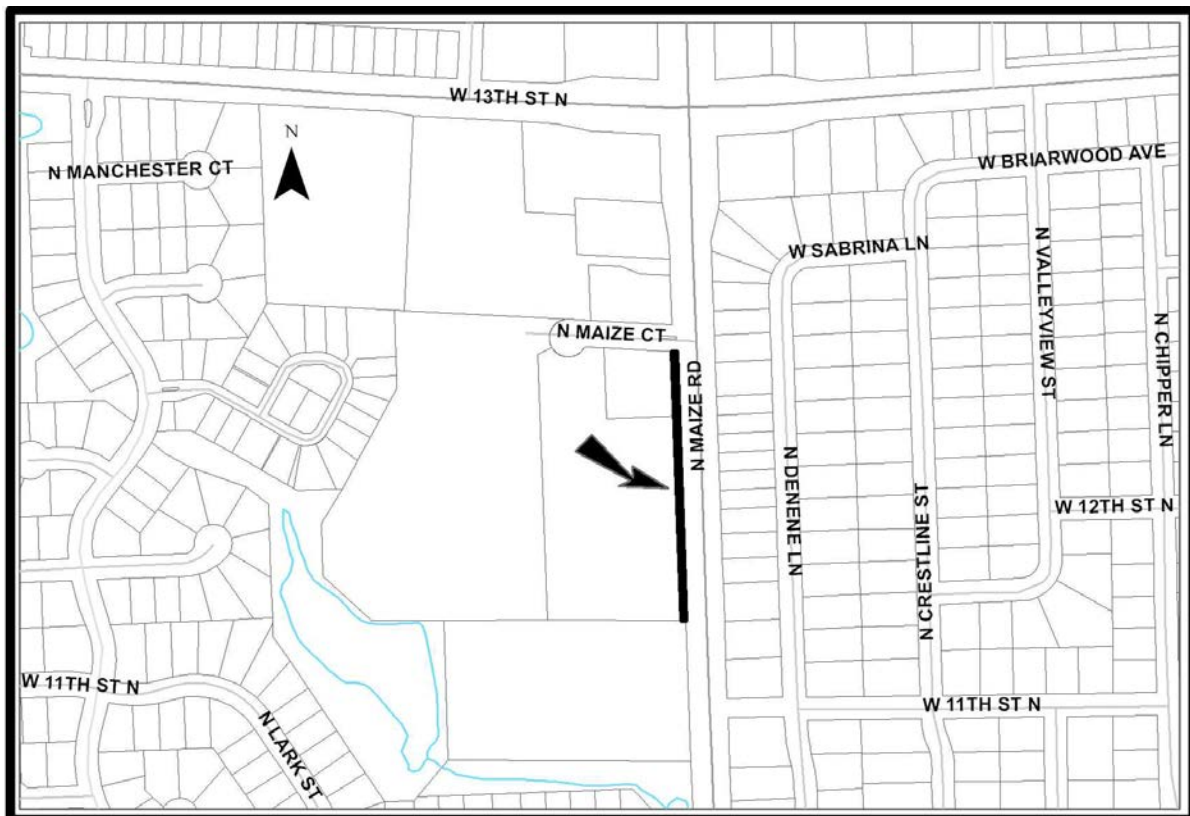 W 13TH ST N
N
N MANCHESTER CT
W BRIARWOOD AVE
W SABRINA LN
N VALLEYVIEW ST
N MAIZE CT
N CHIPPER LN
N MAIZE RD
N DENENE LN
N CRESTLINE ST
W 12TH ST N
W 11TH ST N
W 11TH ST N
N LARK ST